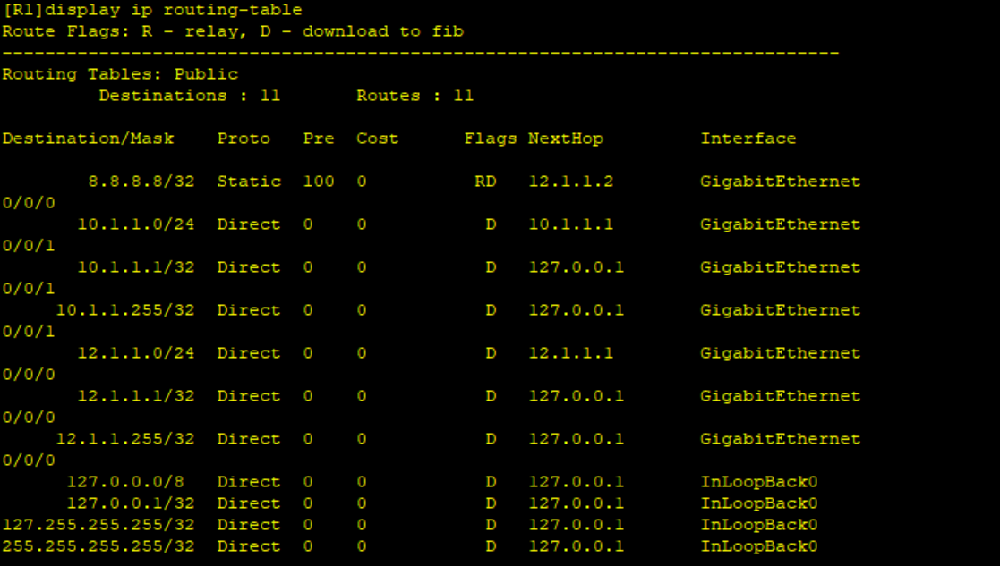 [R1]display ip routing-table
Route Flags: R - relay, D - download to fib
------------------------------------------------------------------------------
Routing Tables: Public
         Destinations : 11       Routes : 11

Destination/Mask    Proto   Pre  Cost      Flags NextHop         Interface

        8.8.8.8/32  Static  100  0          RD   12.1.1.2        GigabitEthernet
0/0/0
       10.1.1.0/24  Direct  0    0           D   10.1.1.1        GigabitEthernet
0/0/1
       10.1.1.1/32  Direct  0    0           D   127.0.0.1       GigabitEthernet
0/0/1
     10.1.1.255/32  Direct  0    0           D   127.0.0.1       GigabitEthernet
0/0/1
       12.1.1.0/24  Direct  0    0           D   12.1.1.1        GigabitEthernet
0/0/0
       12.1.1.1/32  Direct  0    0           D   127.0.0.1       GigabitEthernet
0/0/0
     12.1.1.255/32  Direct  0    0           D   127.0.0.1       GigabitEthernet
0/0/0
      127.0.0.0/8   Direct  0    0           D   127.0.0.1       InLoopBack0
      127.0.0.1/32  Direct  0    0           D   127.0.0.1       InLoopBack0
127.255.255.255/32  Direct  0    0           D   127.0.0.1       InLoopBack0
255.255.255.255/32  Direct  0    0           D   127.0.0.1       InLoopBack0